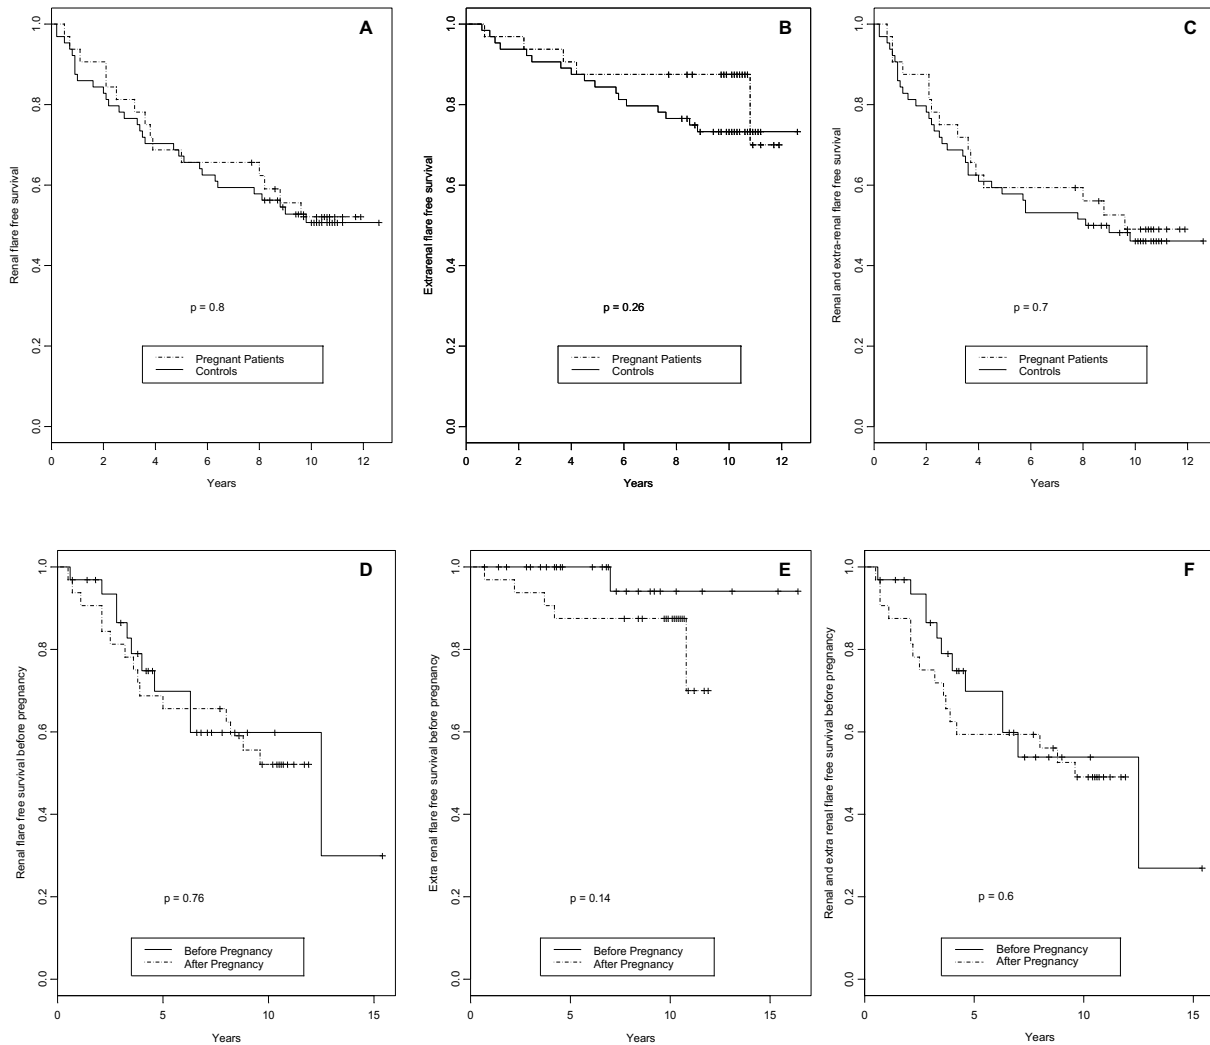 A
Renal flare free survival
0.0 0.2 0.4 0.6 0.8 1.0
p = 0.8
Pregnant Patients
Controls
0 2 4 6 8 10 12
Years
B
Extrarenal flare free survival
0.0 0.2 0.4 0.6 0.8 1.0
p = 0.26
Pregnant Patients
Controls
0 2 4 6 8 10 12
Years
C
Renal and extra-renal flare free survival
0.0 0.2 0.4 0.6 0.8 1.0
p = 0.7
Pregnant Patients
Controls
0 2 4 6 8 10 12
Years
D
Renal flare free survival before pregnancy
0.0 0.2 0.4 0.6 0.8 1.0
p = 0.76
Before Pregnancy
After Pregnancy
0 5 10 15
Years
E
Extra renal flare free survival before pregnancy
0.0 0.2 0.4 0.6 0.8 1.0
p = 0.14
Before Pregnancy
After Pregnancy
0 5 10 15
Years
F
Renal and extra renal flare free survival before pregnancy
0.0 0.2 0.4 0.6 0.8 1.0
p = 0.6
Before Pregnancy
After Pregnancy
0 5 10 15
Years